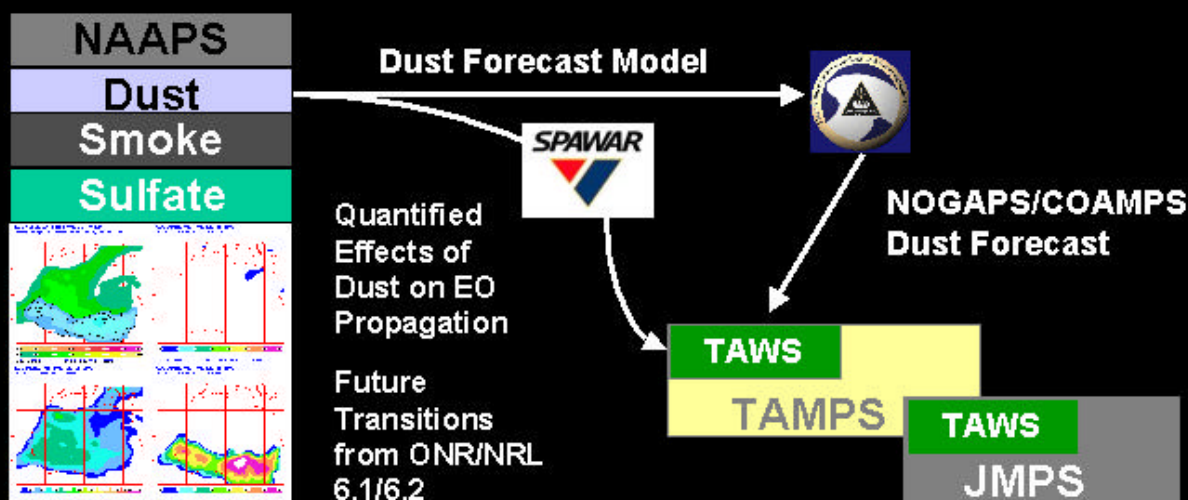 NAAPS
Dust
Smoke
Sulfate
Dust Forecast Model
SPAWAR
Quantified
Effects of
Dust on EO
Propagation
Future
Transitions
from ONR/NRL
6.1/6.2
NOGAPS/COAMPS
Dust Forecast
TAWS
TAMPS
TAWS
JMPS